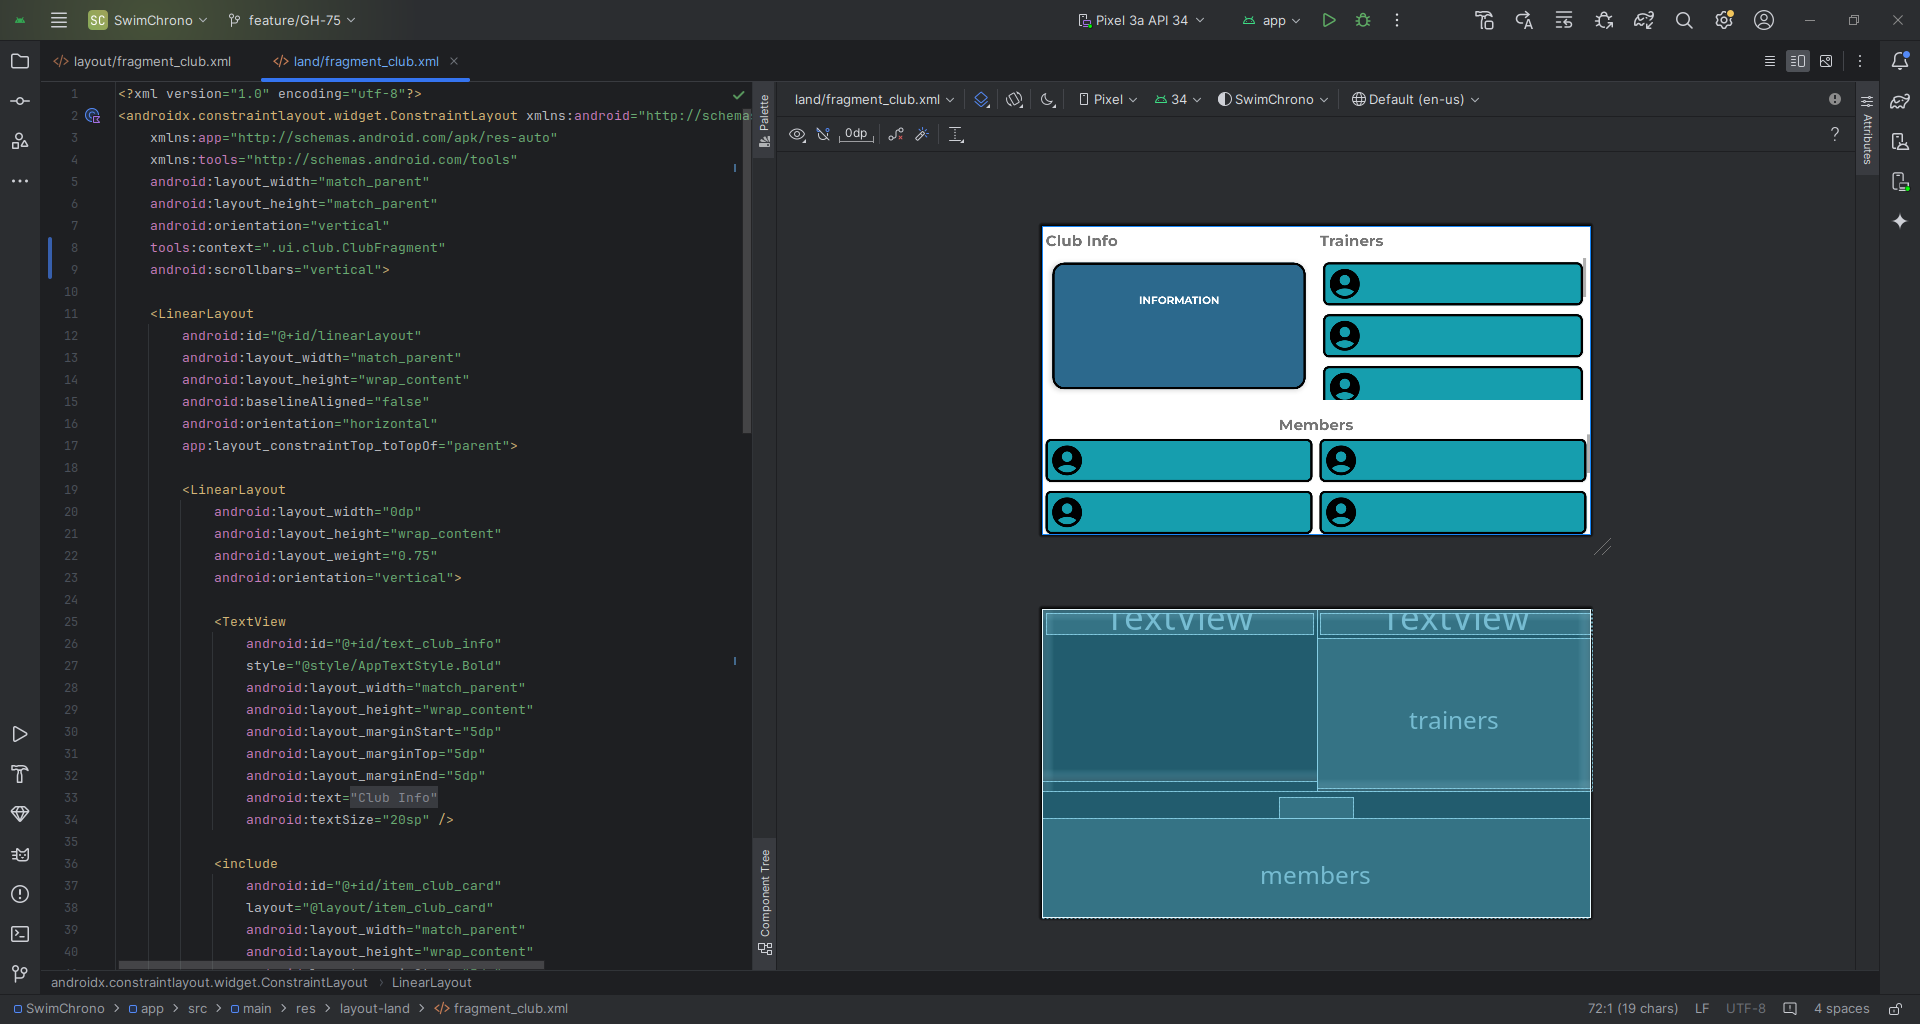 SC SwimChrono feature/GH-75 Pixel 3a API 34 app
layout/fragment_club.xml land/fragment_club.xml
1 <?xml version="1.0" encoding="utf-8"?>
2 <androidx.constraintlayout.widget.ConstraintLayout xmlns:android="http://schema
3 xmlns:app="http://schemas.android.com/apk/res-auto"
4 xmlns:tools="http://schemas.android.com/tools"
5 android:layout_width="match_parent"
6 android:layout_height="match_parent"
7 android:orientation="vertical"
8 tools:context=".ui.club.ClubFragment"
9 android:scrollbars="vertical">
10
11 <LinearLayout
12 android:id="@+id/linearLayout"
13 android:layout_width="match_parent"
14 android:layout_height="wrap_content"
15 android:baselineAligned="false"
16 android:orientation="horizontal"
17 app:layout_constraintTop_toTopOf="parent">
18
19 <LinearLayout
20 android:layout_width="0dp"
21 android:layout_height="wrap_content"
22 android:layout_weight="0.75"
23 android:orientation="vertical">
24
25 <TextView
26 android:id="@+id/text_club_info"
27 style="@style/AppTextStyle.Bold"
28 android:layout_width="match_parent"
29 android:layout_height="wrap_content"
30 android:layout_marginStart="5dp"
31 android:layout_marginTop="5dp"
32 android:layout_marginEnd="5dp"
33 android:text="Club Info"
34 android:textSize="20sp" />
35
36 <include
37 android:id="@+id/item_club_card"
38 layout="@layout/item_club_card"
39 android:layout_width="match_parent"
40 android:layout_height="wrap_content"
Palette
Component Tree
land/fragment_club.xml Pixel 34 SwimChrono Default (en-us)
0dp ?
Attributes
Club Info Trainers
INFORMATION
Members
TextView TextView
trainers
members
androidx.constraintlayout.widget.ConstraintLayout LinearLayout
SwimChrono app src main res layout-land fragment_club.xml 72:1 (19 chars) LF UTF-8 4 spaces